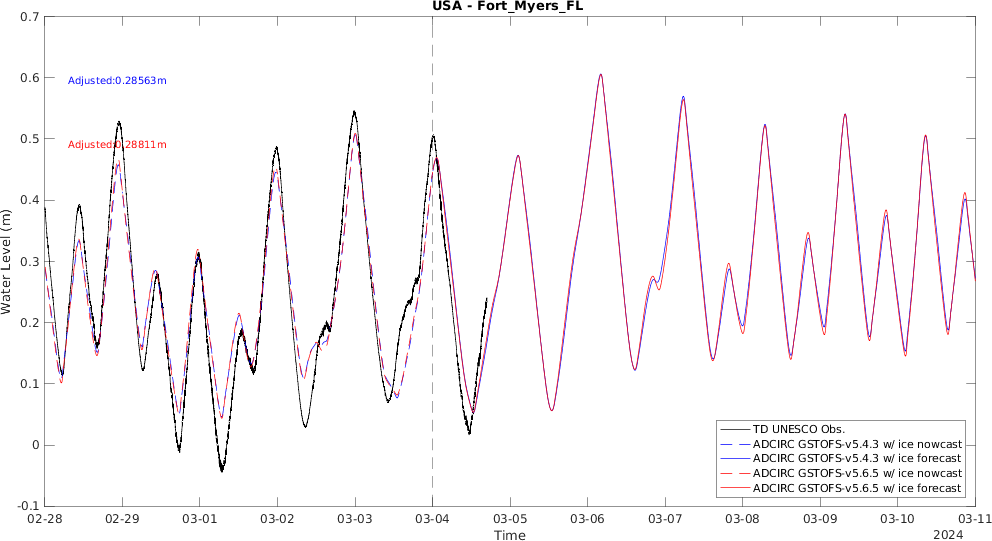 USA - Fort_Myers_FL
0.7
0.6
0.5
0.4
0.3
0.2
0.1
0
-0.1
Water Level (m)
Adjusted:0.28563m
Adjusted:0.28811m
TD UNESCO Obs.
ADCIRC GSTOFS-v5.4.3 w/ ice nowcast
ADCIRC GSTOFS-v5.4.3 w/ ice forecast
ADCIRC GSTOFS-v5.6.5 w/ ice nowcast
ADCIRC GSTOFS-v5.6.5 w/ ice forecast
02-28 02-29 03-01 03-02 03-03 03-04 03-05 03-06 03-07 03-08 03-09 03-10 03-11
Time
2024